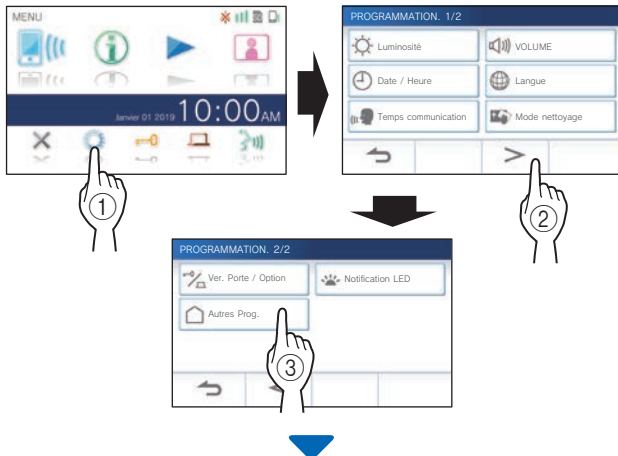 MENU
Janvier 01 2019 10:00AM
①
PROGRAMMATION. 1/2
Luminosité
VOLUME
Date / Heure
Langue
Temps communication
Mode nettoyage
>
②
PROGRAMMATION. 2/2
Ver. Porte / Option
Notification LED
Autres Prog.
③